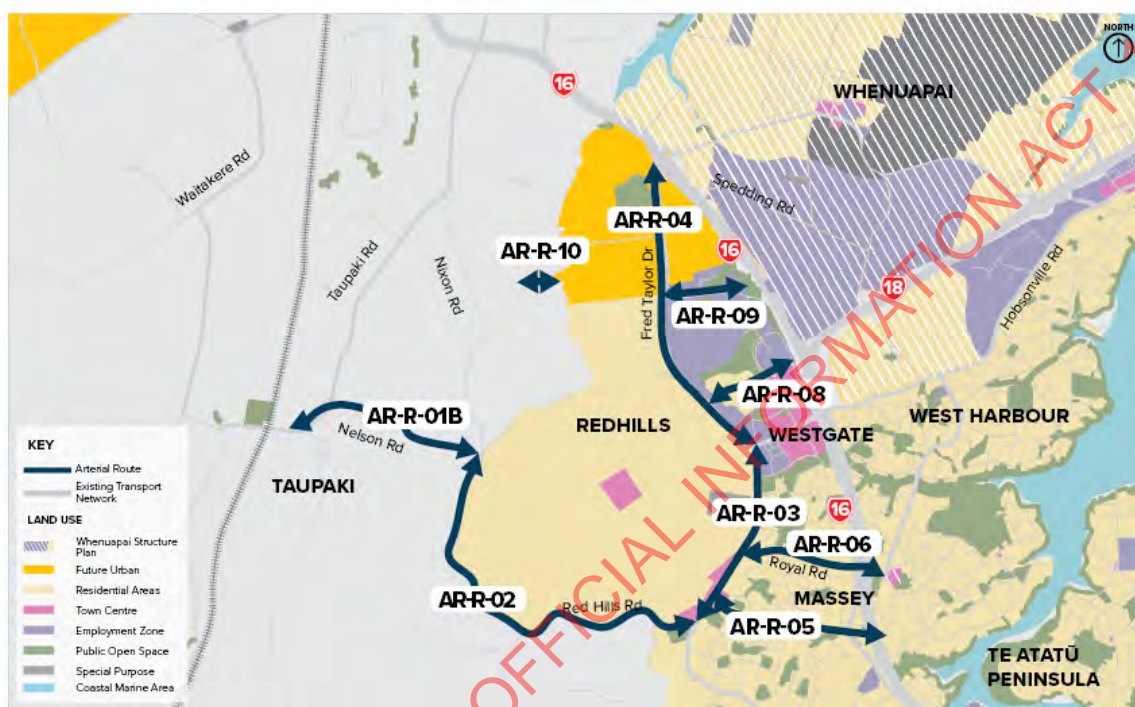 NORTH
16
WHENUAPAI
Waitakere Rd
Spedding Rd
AR-R-04
AR-R-10
16
Taupaki Rd
Nixon Rd
Fred Taylor Dr
18
Hobsonville Rd
AR-R-09
AR-R-08
AR-R-01B
Nelson Rd
REDHILLS
WESTGATE
WEST HARBOUR
TAUPAKI
AR-R-03
16
AR-R-06
Royal Rd
MASSEY
AR-R-02
Red Hills Rd
AR-R-05
TE ATATŪ
PENINSULA
KEY
Arterial Route
Existing Transport
Network
LAND USE
Whenuapai Structure
Plan
Future Urban
Residential Areas
Town Centre
Employment Zone
Public Open Space
Special Purpose
Coastal Marine Area
OFFICIAL INFORMATION ACT